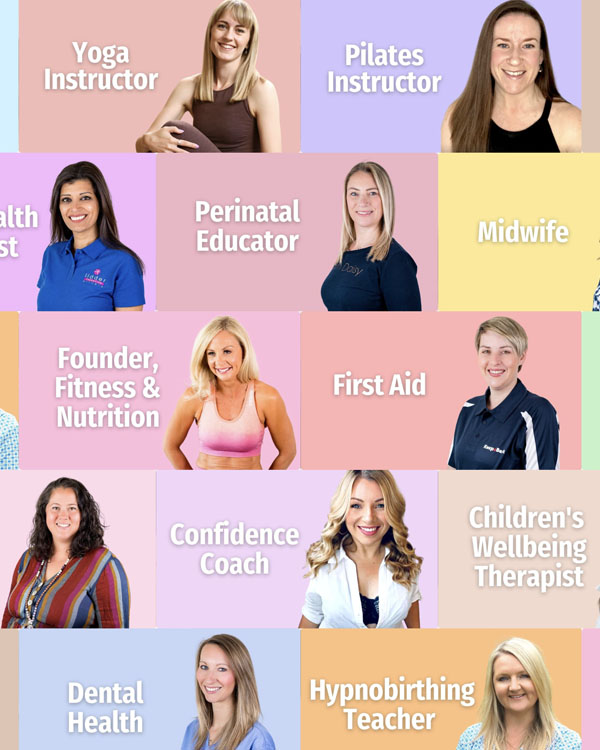 Yoga
Instructor
Pilates
Instructor
alth
st
Perinatal
Educator
Midwife
Founder,
Fitness &
Nutrition
First Aid
Confidence
Coach
Children's
Wellbeing
Therapist
Dental
Health
Hypnobirthing
Teacher